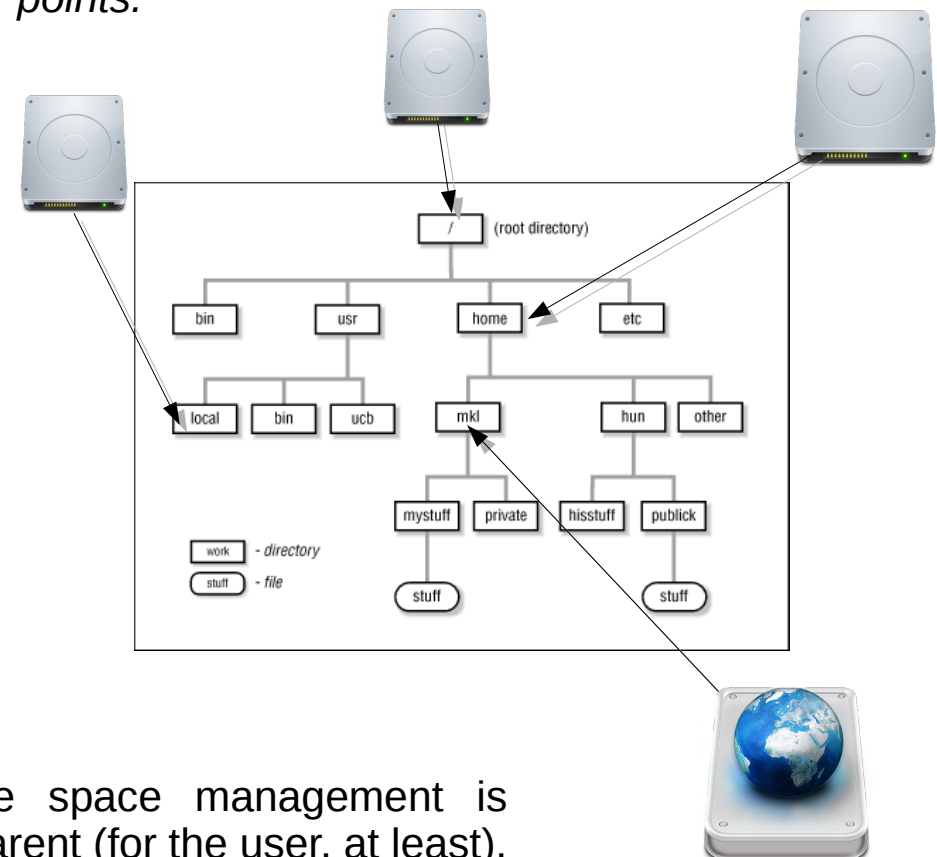 points.
/ (root directory)
bin usr home etc
local bin ucb mkl hun other
mystuff private hisstuff publick
work - directory
stuff - file
stuff stuff
e space management is
arent (for the user, at least).